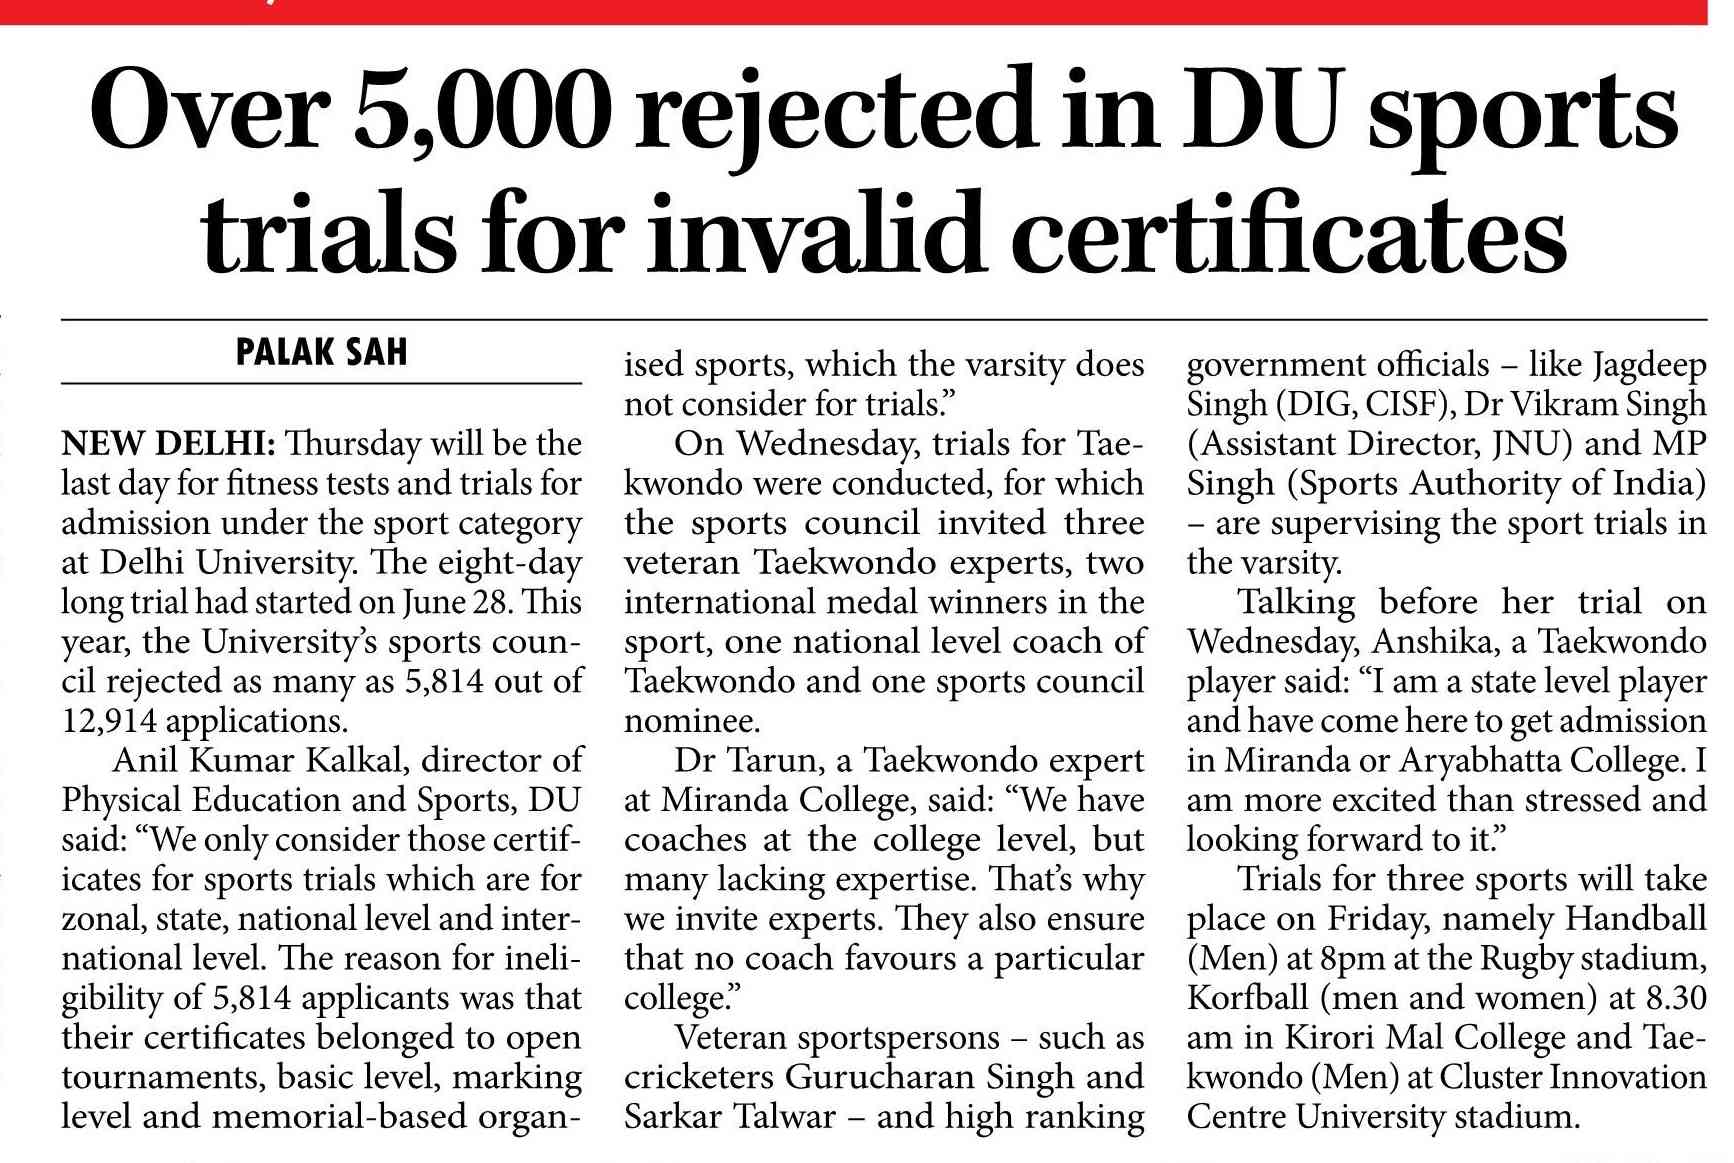 Over 5,000 rejected in DU sports
trials for invalid certificates
PALAK SAH
NEW DELHI: Thursday will be the
last day for fitness tests and trials for
admission under the sport category
at Delhi University. The eight-day
long trial had started on June 28. This
year, the University's sports coun-
cil rejected as many as 5,814 out of
12,914 applications.
Anil Kumar Kalkal, director of
Physical Education and Sports, DU
said: “We only consider those certif-
icates for sports trials which are for
zonal, state, national level and inter-
national level. The reason for ineli-
gibility of 5,814 applicants was that
their certificates belonged to open
tournaments, basic level, marking
level and memorial-based organ-
ised sports, which the varsity does
not consider for trials.”
On Wednesday, trials for Tae-
kwondo were conducted, for which
the sports council invited three
veteran Taekwondo experts, two
international medal winners in the
sport, one national level coach of
Taekwondo and one sports council
nominee.
Dr Tarun, a Taekwondo expert
at Miranda College, said: “We have
coaches at the college level, but
many lacking expertise. That's why
we invite experts. They also ensure
that no coach favours a particular
college.”
Veteran sportspersons – such as
cricketers Gurucharan Singh and
Sarkar Talwar – and high ranking
government officials – like Jagdeep
Singh (DIG, CISF), Dr Vikram Singh
(Assistant Director, JNU) and MP
Singh (Sports Authority of India)
– are supervising the sport trials in
the varsity.
Talking before her trial on
Wednesday, Anshika, a Taekwondo
player said: “I am a state level player
and have come here to get admission
in Miranda or Aryabhatta College. I
am more excited than stressed and
looking forward to it.”
Trials for three sports will take
place on Friday, namely Handball
(Men) at 8pm at the Rugby stadium,
Korfball (men and women) at 8.30
am in Kirori Mal College and Tae-
kwondo (Men) at Cluster Innovation
Centre University stadium.